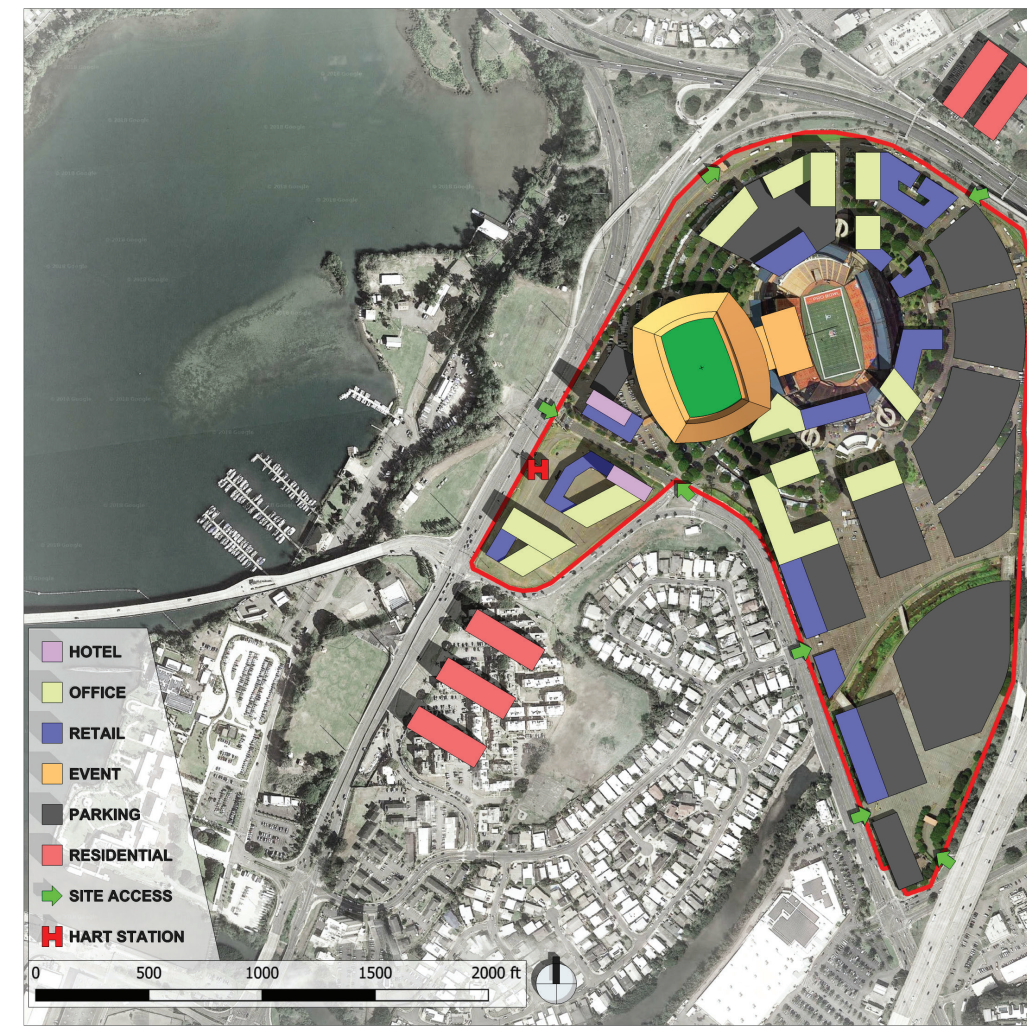 HOTEL
OFFICE
RETAIL
EVENT
PARKING
RESIDENTIAL
SITE ACCESS
H HART STATION
H
0 500 1000 1500 2000 ft